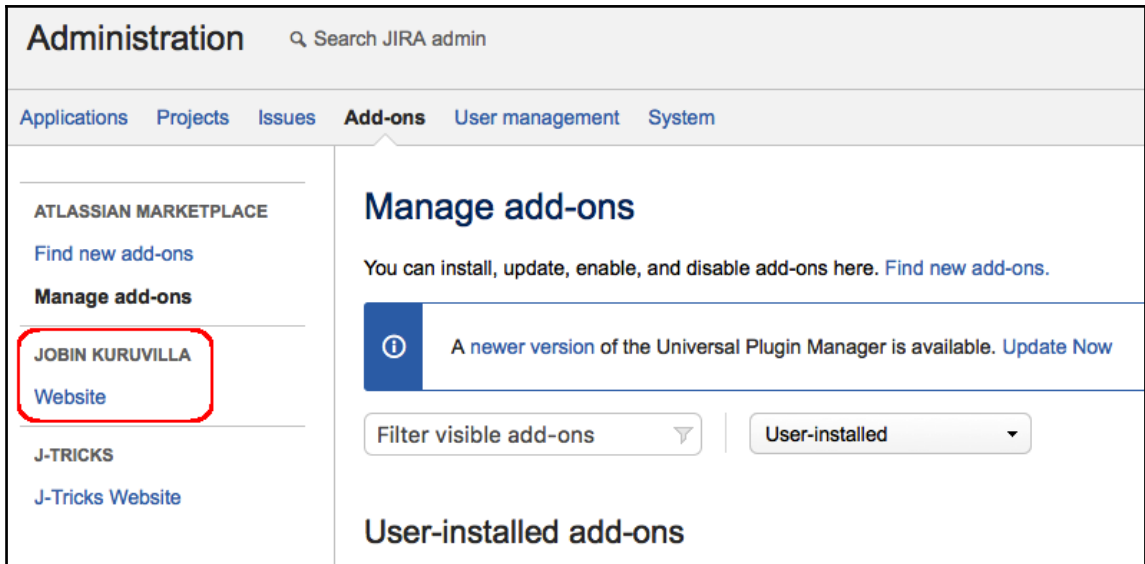 Administration
Search JIRA admin
Applications Projects Issues Add-ons User management System
ATLASSIAN MARKETPLACE
Find new add-ons
Manage add-ons
JOBIN KURUVILLA
Website
J-TRICKS
J-Tricks Website
Manage add-ons
You can install, update, enable, and disable add-ons here. Find new add-ons.
A newer version of the Universal Plugin Manager is available. Update Now
Filter visible add-ons
User-installed
User-installed add-ons